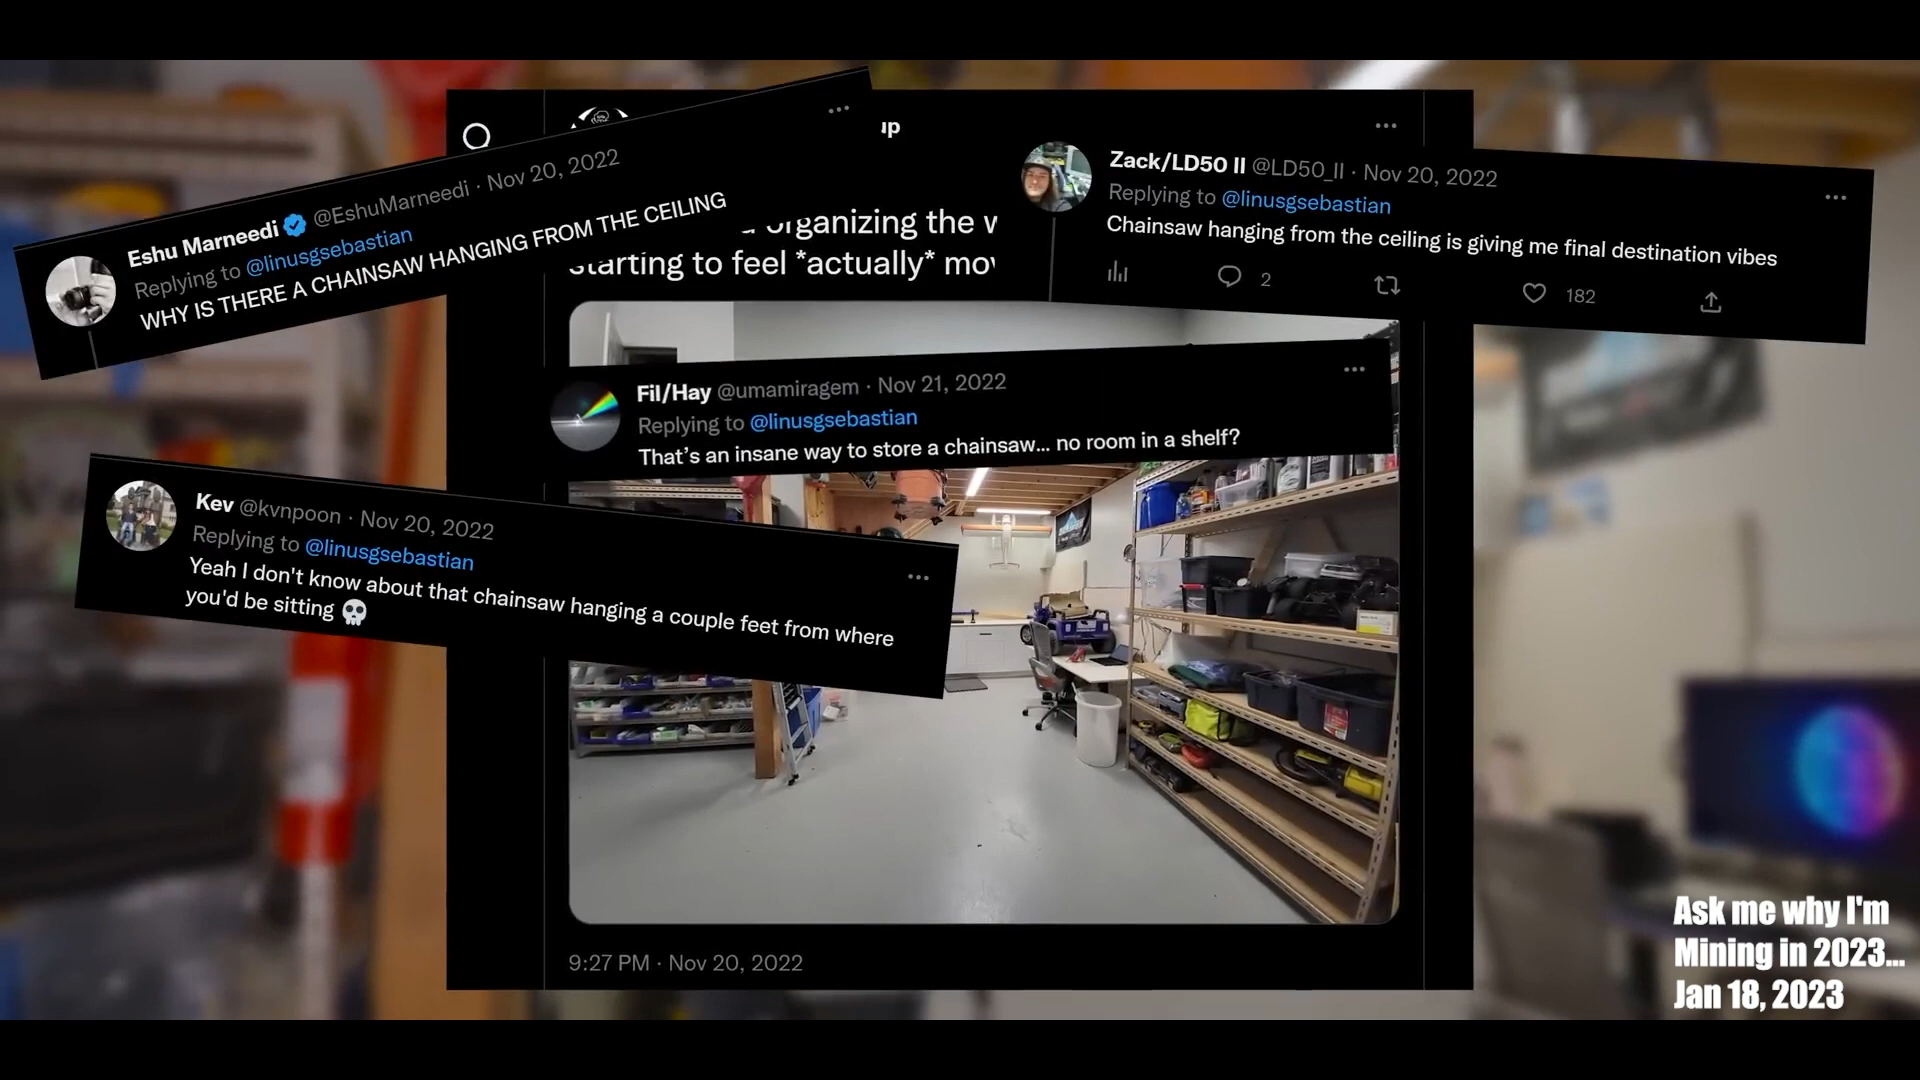 up
organizing the w
starting to feel *actually* mov
Eshu Marneedi @EshuMarneedi · Nov 20, 2022
Replying to @linusgsebastian
WHY IS THERE A CHAINSAW HANGING FROM THE CEILING
Zack/LD50 II @LD50_II · Nov 20, 2022
Replying to @linusgsebastian
Chainsaw hanging from the ceiling is giving me final destination vibes
2
182
Fil/Hay @umamiragem · Nov 21, 2022
Replying to @linusgsebastian
That's an insane way to store a chainsaw... no room in a shelf?
Kev @kvnpoon · Nov 20, 2022
Replying to @linusgsebastian
Yeah I don't know about that chainsaw hanging a couple feet from where
you'd be sitting 💀
9:27 PM · Nov 20, 2022
Ask me why I'm
Mining in 2023...
Jan 18, 2023